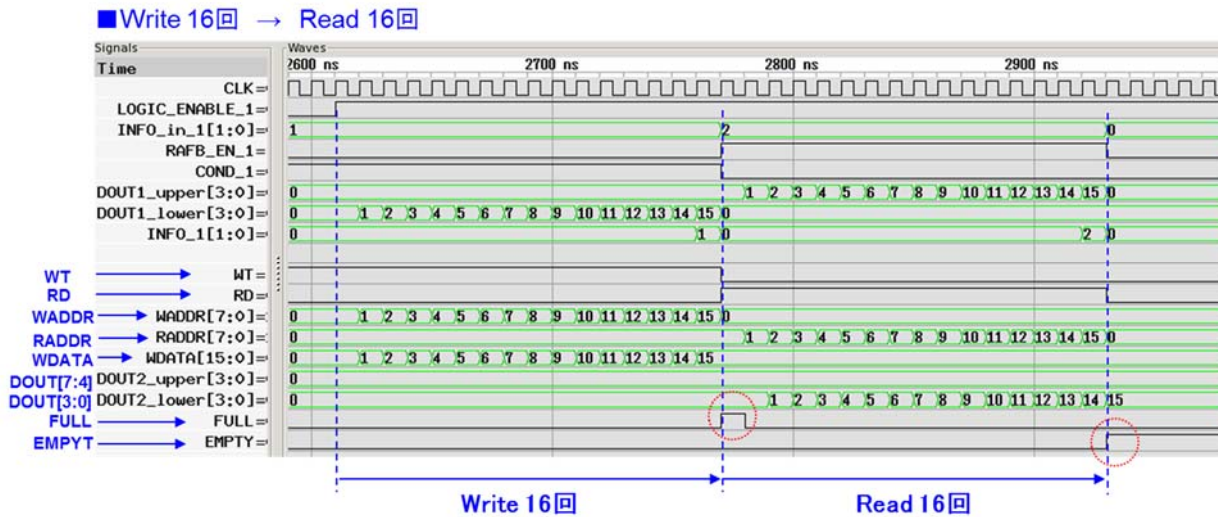 ■Write 16回 → Read 16回
Signals Waves
Time 2600 ns 2700 ns 2800 ns 2900 ns
CLK=
LOGIC_ENABLE_1=
INFO_in_1[1:0]= 1 2 0
RAFB_EN_1=
COND_1=
DOUT1_upper[3:0]= 0 1 2 3 4 5 6 7 8 9 10 11 12 13 14 15 0
DOUT1_lower[3:0]= 0 1 2 3 4 5 6 7 8 9 10 11 12 13 14 15 0
INFO_1[1:0]= 0 1 0 2 0
WT WT=
RD RD=
WADDR WADDR[7:0]= 0 1 2 3 4 5 6 7 8 9 10 11 12 13 14 15 0
RADDR RADDR[7:0]= 0 1 2 3 4 5 6 7 8 9 10 11 12 13 14 15 0
WDATA WDATA[15:0]= 0 1 2 3 4 5 6 7 8 9 10 11 12 13 14 15
DOUT[7:4] DOUT2_upper[3:0]= 0
DOUT[3:0] DOUT2_lower[3:0]= 0 1 2 3 4 5 6 7 8 9 10 11 12 13 14 15
FULL FULL=
EMPYT EMPTY=
Write 16回 Read 16回